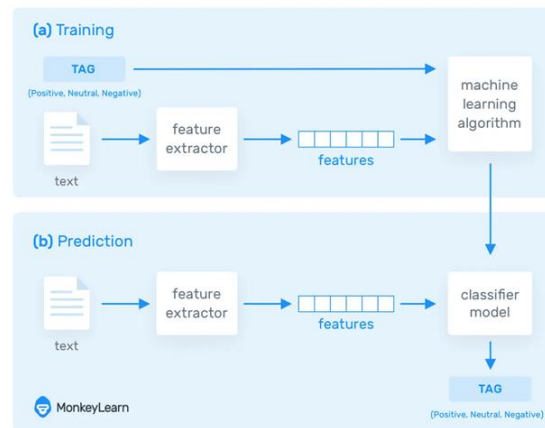 (a) Training
TAG
(Positive, Neutral, Negative)
text
feature
extractor
features
machine
learning
algorithm
(b) Prediction
text
feature
extractor
features
classifier
model
TAG
(Positive, Neutral, Negative)
MonkeyLearn